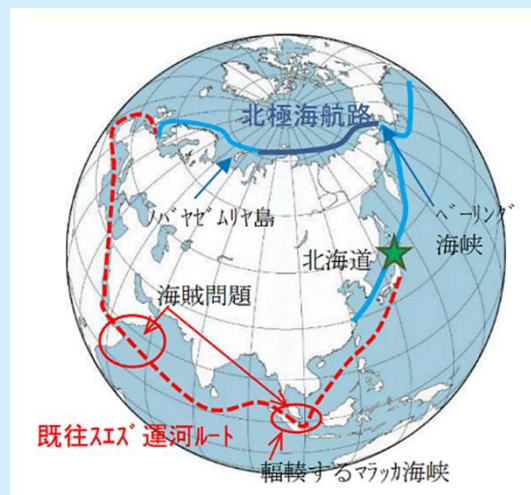 北極海航路
ﾉﾊﾞﾔｾﾞﾑﾘﾔ島
ﾍﾞｰﾘﾝｸﾞ
海峡
北海道
海賊問題
既往ｽｴｽﾞ運河ルート
輻輳するﾏﾗｯｶ海峡